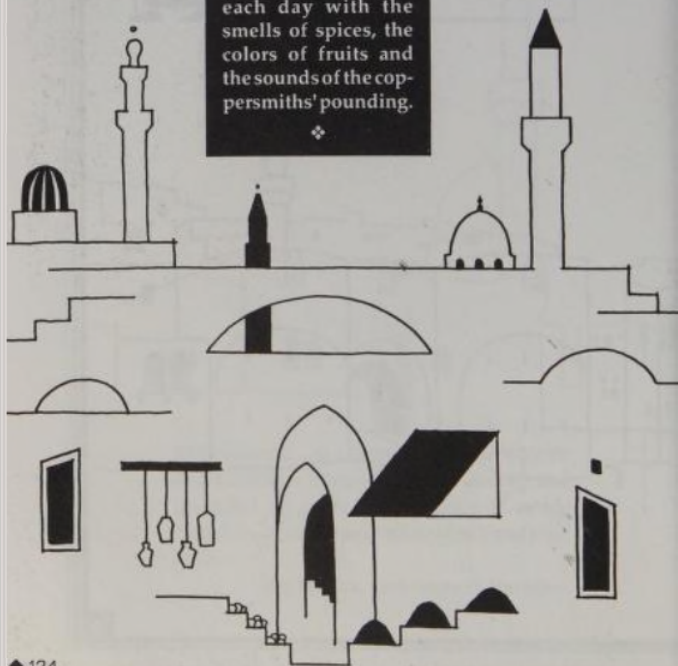 each day with the
smells of spices, the
colors of fruits and
the sounds of the cop-
persmiths' pounding.